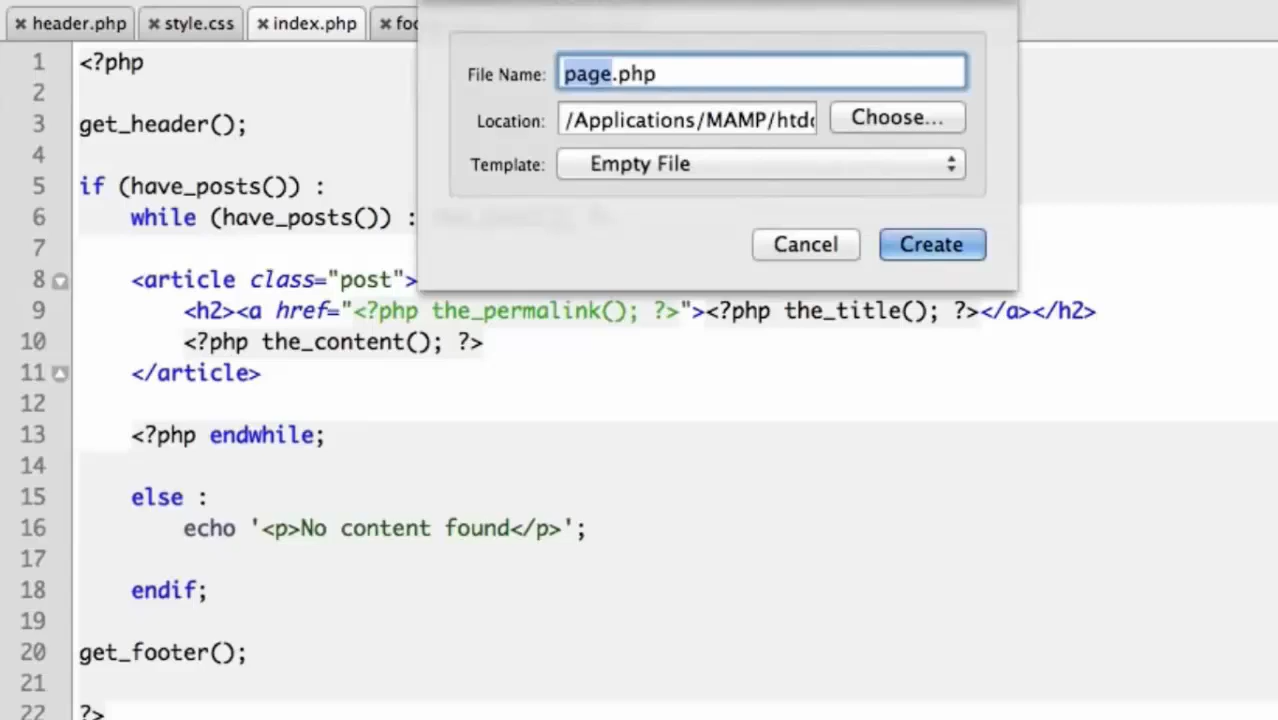 header.php style.css index.php foo
File Name: page.php
Location: /Applications/MAMP/htdo Choose...
Template: Empty File
Cancel Create
1 <?php
2
3 get_header();
4
5 if (have_posts()) :
6 while (have_posts()) :
7
8 <article class="post">
9 <h2><a href="<?php the_permalink(); ?>"><?php the_title(); ?></a></h2>
10 <?php the_content(); ?>
11 </article>
12
13 <?php endwhile;
14
15 else :
16 echo '<p>No content found</p>';
17
18 endif;
19
20 get_footer();
21
22 ?>